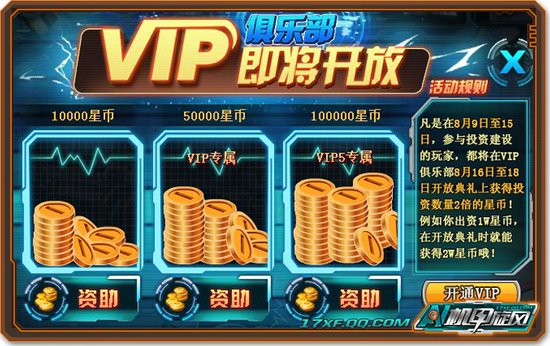 俱乐部
VIP即将开放
活动规则
X
10000星币
50000星币
100000星币
VIP专属
VIP5专属
凡是在8月9日至15
日，参与投资建设
的玩家，都将在VIP
俱乐部8月16日至18
日开放典礼上获得投
资数量2倍的星币！
例如你出资1W星币，
在开放典礼时就能
获得2W星币哦！
资助
资助
资助
开通VIP
17XF.QQ.COM
机甲旋风